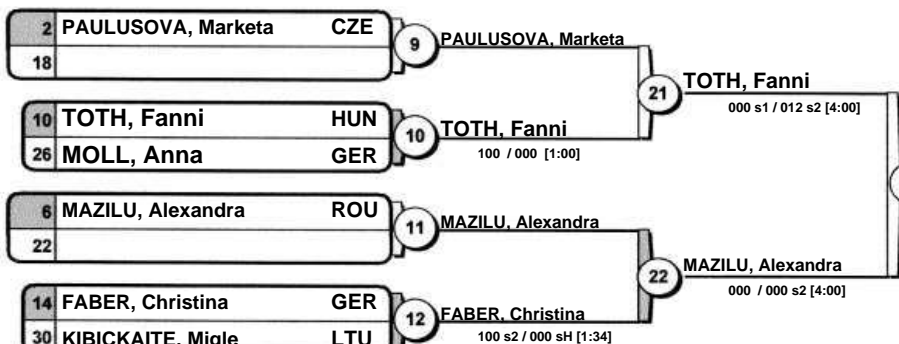 2 PAULUSOVA, Marketa CZE
18
9
PAULUSOVA, Marketa
10 TOTH, Fanni HUN
26 MOLL, Anna GER
10
TOTH, Fanni
100 / 000 [1:00]
21
TOTH, Fanni
000 s1 / 012 s2 [4:00]
6 MAZILU, Alexandra ROU
22
11
MAZILU, Alexandra
14 FABER, Christina GER
30 KIBICKAITE, Migle LTU
12
FABER, Christina
100 s2 / 000 sH [1:34]
22
MAZILU, Alexandra
000 / 000 s2 [4:00]